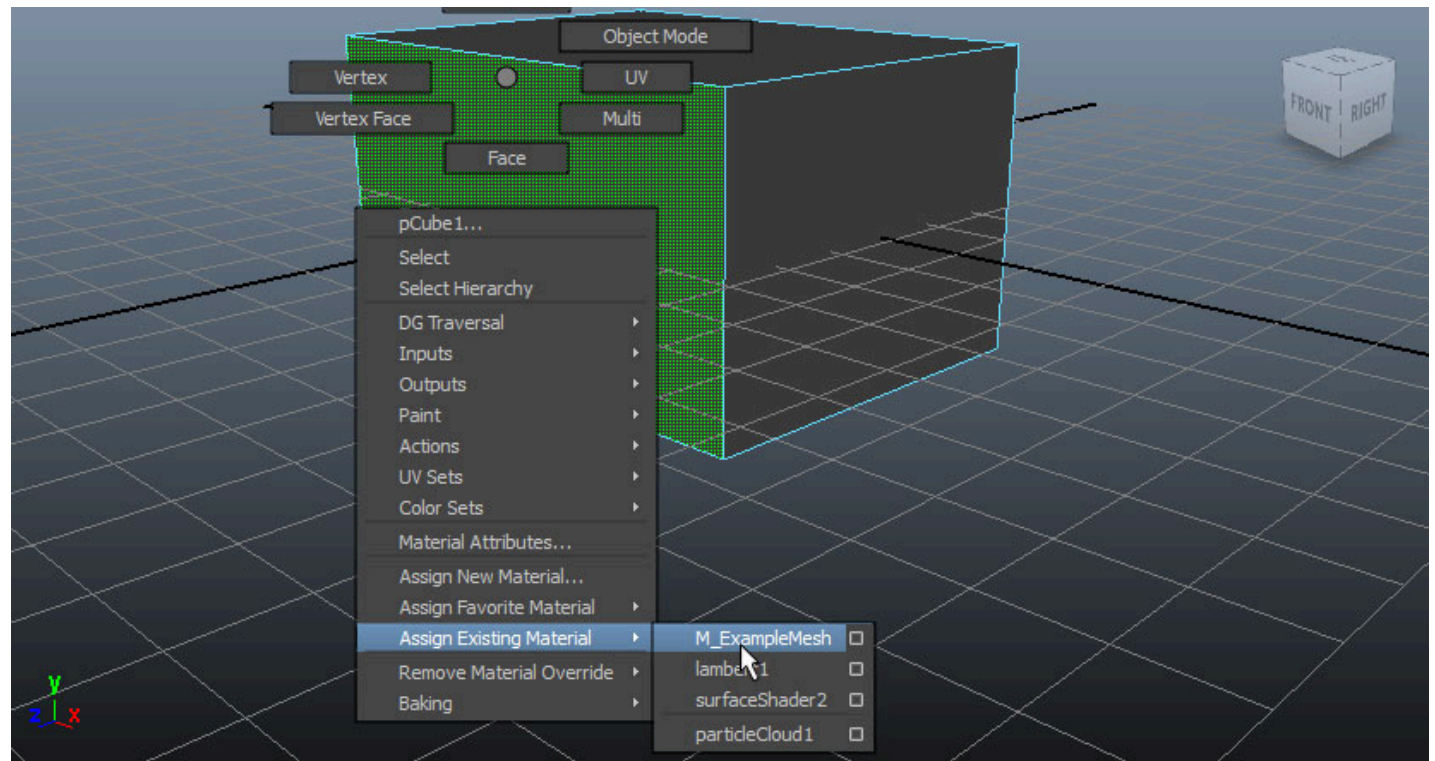 Object Mode
Vertex
UV
Vertex Face
Multi
Face
pCube1...
Select
Select Hierarchy
DG Traversal
Inputs
Outputs
Paint
Actions
UV Sets
Color Sets
Material Attributes...
Assign New Material...
Assign Favorite Material
Assign Existing Material
Remove Material Override
Baking
M_ExampleMesh
lambert1
surfaceShader2
particleCloud1
FRONT
RIGHT
y
z
x